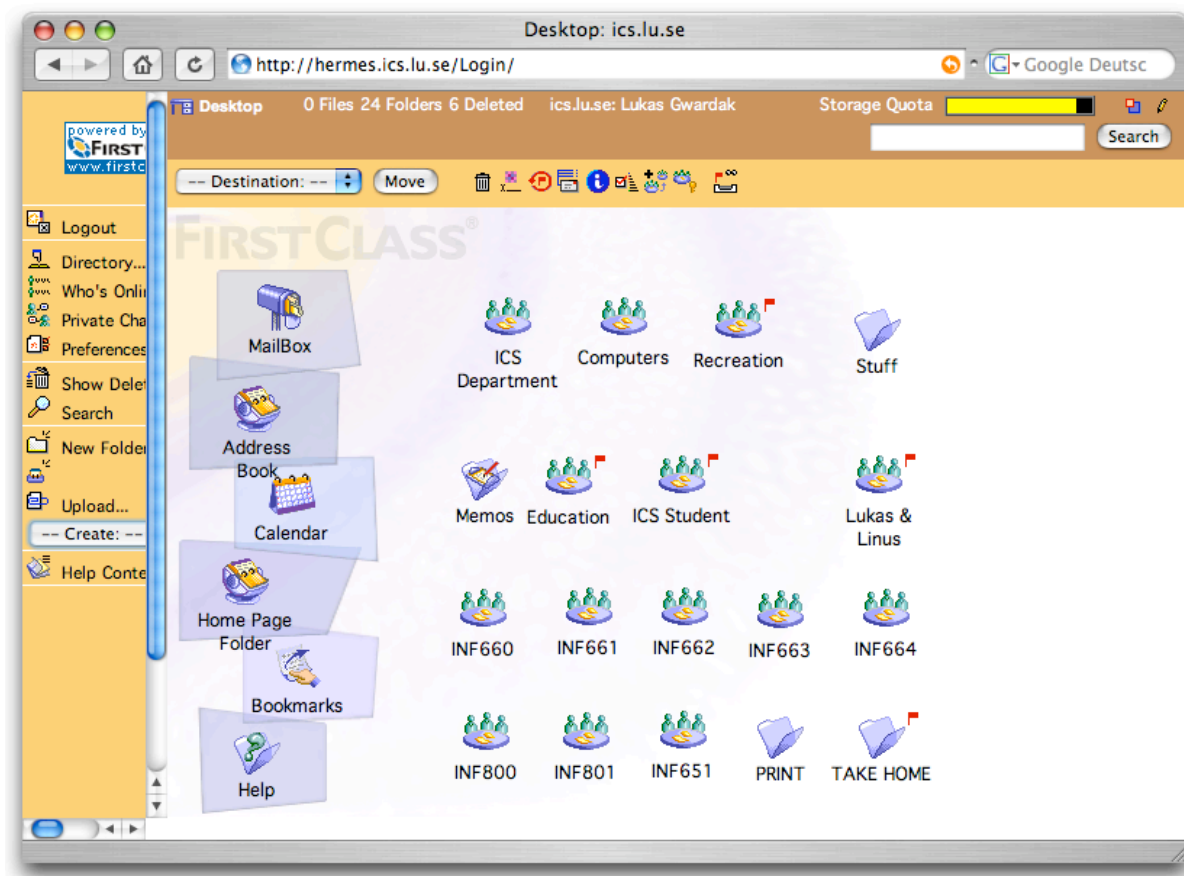 Desktop: ics.lu.se
http://hermes.ics.lu.se/Login/
G Google Deutsc
powered by
FIRST
www.firstc
Desktop 0 Files 24 Folders 6 Deleted ics.lu.se: Lukas Gwardak Storage Quota
Search
-- Destination: -- Move
Logout
Directory...
Who's Onli
Private Cha
Preferences
Show Delet
Search
New Folder
Upload...
-- Create: --
Help Conte
FIRSTCLASS®
MailBox
Address
Book
Calendar
Home Page
Folder
Bookmarks
Help
ICS
Department
Computers
Recreation
Stuff
Memos
Education
ICS Student
Lukas &
Linus
INF660
INF661
INF662
INF663
INF664
INF800
INF801
INF651
PRINT
TAKE HOME